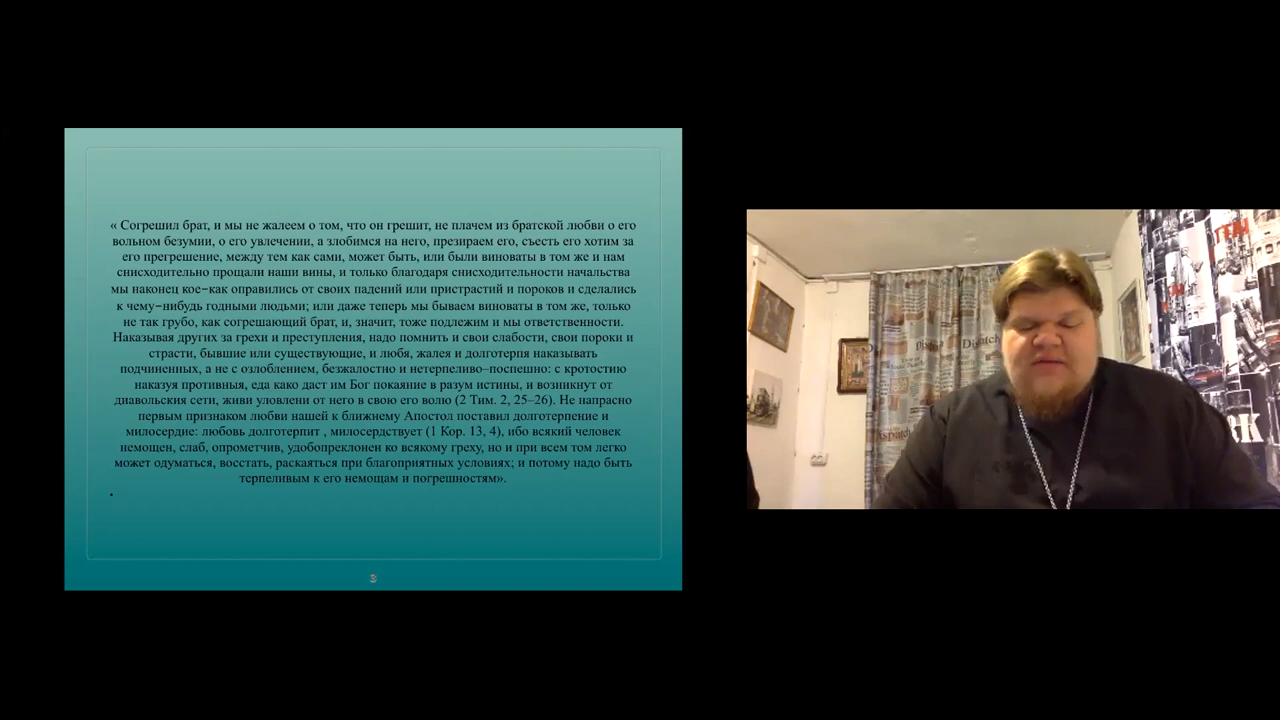 « Согрешил брат, и мы не жалеем о том, что он грешит, не плачем из братской любви о его
вольном безумии, о его увлечении, а злобимся на него, презираем его, съесть его хотим за
его прегрешение, между тем как сами, может быть, или были виноваты в том же и нам
снисходительно прощали наши вины, и только благодаря снисходительности начальства
мы наконец кое−как оправились от своих падений или пристрастий и пороков и сделались
к чему−нибудь годными людьми; или даже теперь мы бываем виноваты в том же, только
не так грубо, как согрешающий брат, и, значит, тоже подлежим и мы ответственности.
Наказывая других за грехи и преступления, надо помнить и свои слабости, свои пороки и
страсти, бывшие или существующие, и любя, жалея и долготерпя наказывать
подчиненных, а не с озлоблением, безжалостно и нетерпеливо–поспешно: с кротостию
наказуя противныя, еда како даст им Бог покаяние в разум истины, и возникнут от
диавольския сети, живи уловлени от него в свою его волю (2 Тим. 2, 25–26). Не напрасно
первым признаком любви нашей к ближнему Апостол поставил долготерпение и
милосердие: любовь долготерпит , милосердствует (1 Кор. 13, 4), ибо всякий человек
немощен, слаб, опрометчив, удобопреклонен ко всякому греху, но и при всем том легко
может одуматься, восстать, раскаяться при благоприятных условиях; и потому надо быть
терпеливым к его немощам и погрешностям».
.
3
Dispatch
Dispatch